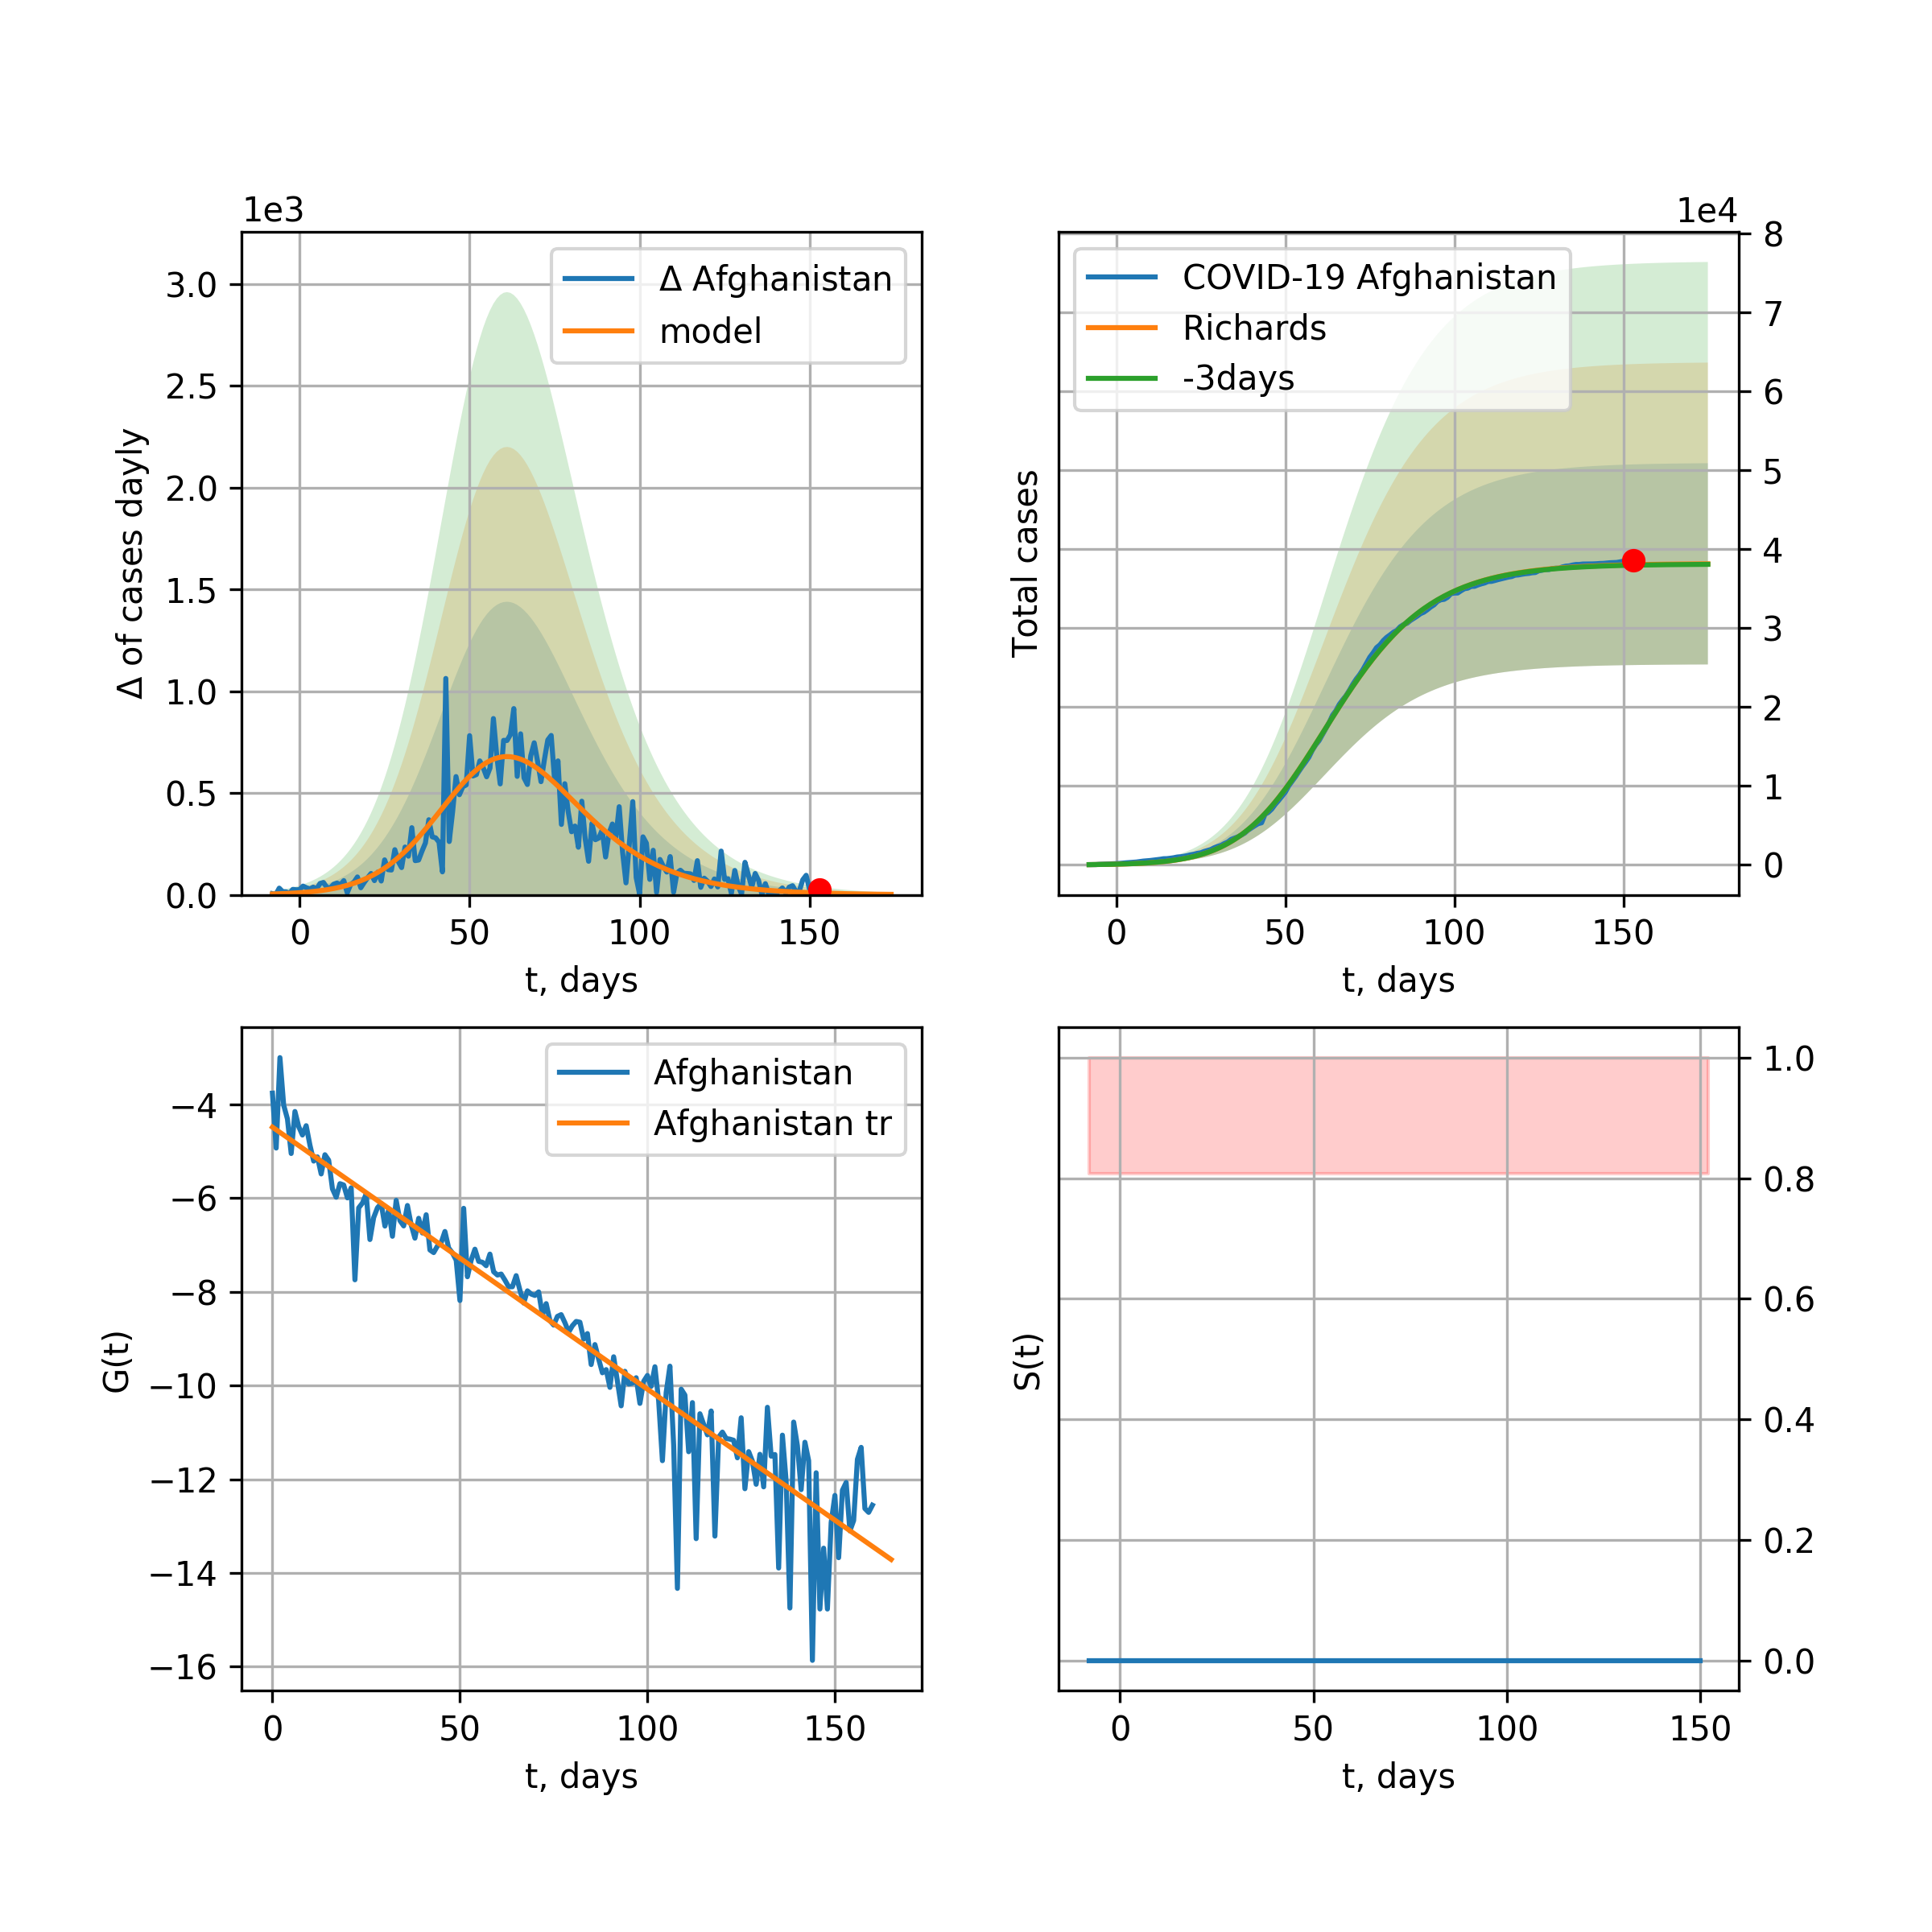 1e3
3.0
2.5
2.0
1.5
1.0
0.5
0.0
Δ of cases dayly
Δ Afghanistan
model
0 50 100 150
t, days
1e4
8
7
6
5
4
3
2
1
0
Total cases
COVID-19 Afghanistan
Richards
-3days
0 50 100 150
t, days
−4
−6
−8
−10
−12
−14
−16
G(t)
Afghanistan
Afghanistan tr
0 50 100 150
t, days
1.0
0.8
0.6
0.4
0.2
0.0
S(t)
0 50 100 150
t, days